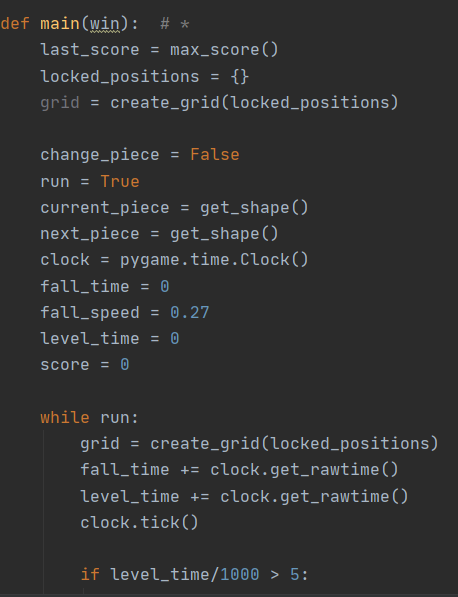 def main(win):  # *
    last_score = max_score()
    locked_positions = {}
    grid = create_grid(locked_positions)

    change_piece = False
    run = True
    current_piece = get_shape()
    next_piece = get_shape()
    clock = pygame.time.Clock()
    fall_time = 0
    fall_speed = 0.27
    level_time = 0
    score = 0

    while run:
        grid = create_grid(locked_positions)
        fall_time += clock.get_rawtime()
        level_time += clock.get_rawtime()
        clock.tick()

        if level_time/1000 > 5: